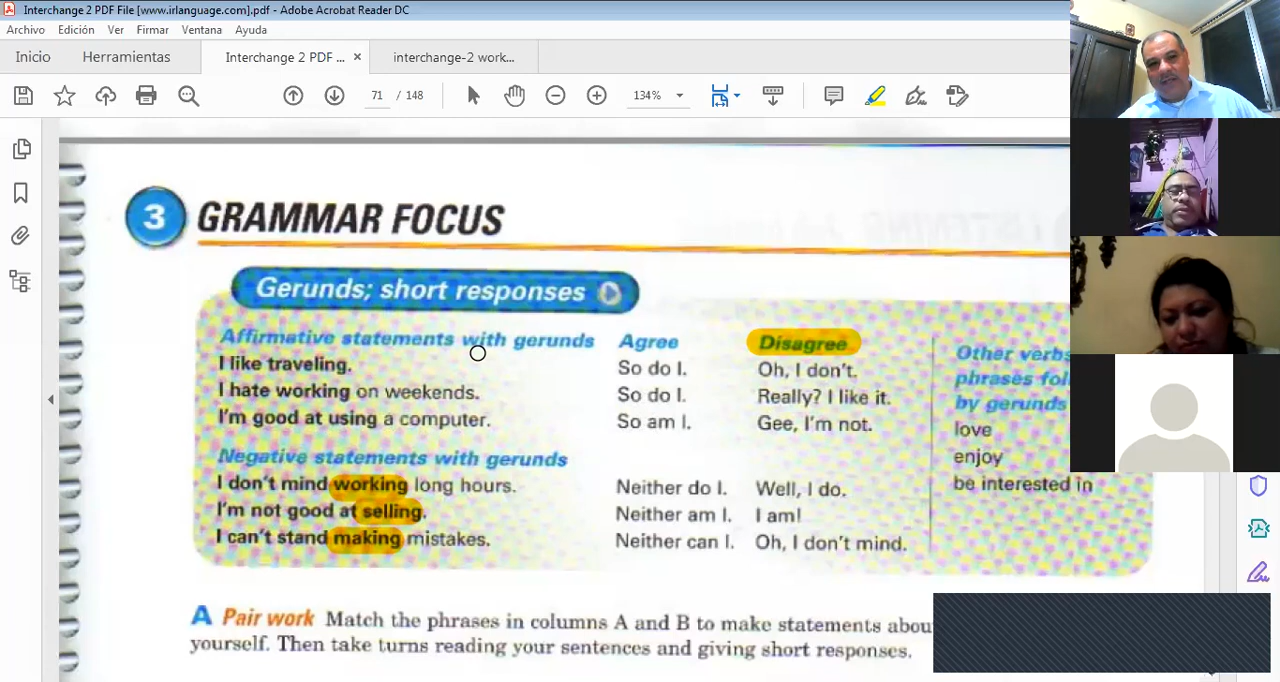 Interchange 2 PDF File [www.irlanguage.com].pdf - Adobe Acrobat Reader DC
Archivo Edición Ver Firmar Ventana Ayuda
Inicio Herramientas Interchange 2 PDF ... × interchange-2 work...
71 / 148 134%
3 GRAMMAR FOCUS
Gerunds; short responses
Affirmative statements with gerunds Agree Disagree
I like traveling. So do I. Oh, I don't.
I hate working on weekends. So do I. Really? I like it.
I'm good at using a computer. So am I. Gee, I'm not.
Negative statements with gerunds
I don't mind working long hours. Neither do I. Well, I do.
I'm not good at selling. Neither am I. I am!
I can't stand making mistakes. Neither can I. Oh, I don't mind.
Other verbs
phrases fol
by gerunds
love
enjoy
be interested in
A Pair work Match the phrases in columns A and B to make statements abou
yourself. Then take turns reading your sentences and giving short responses.